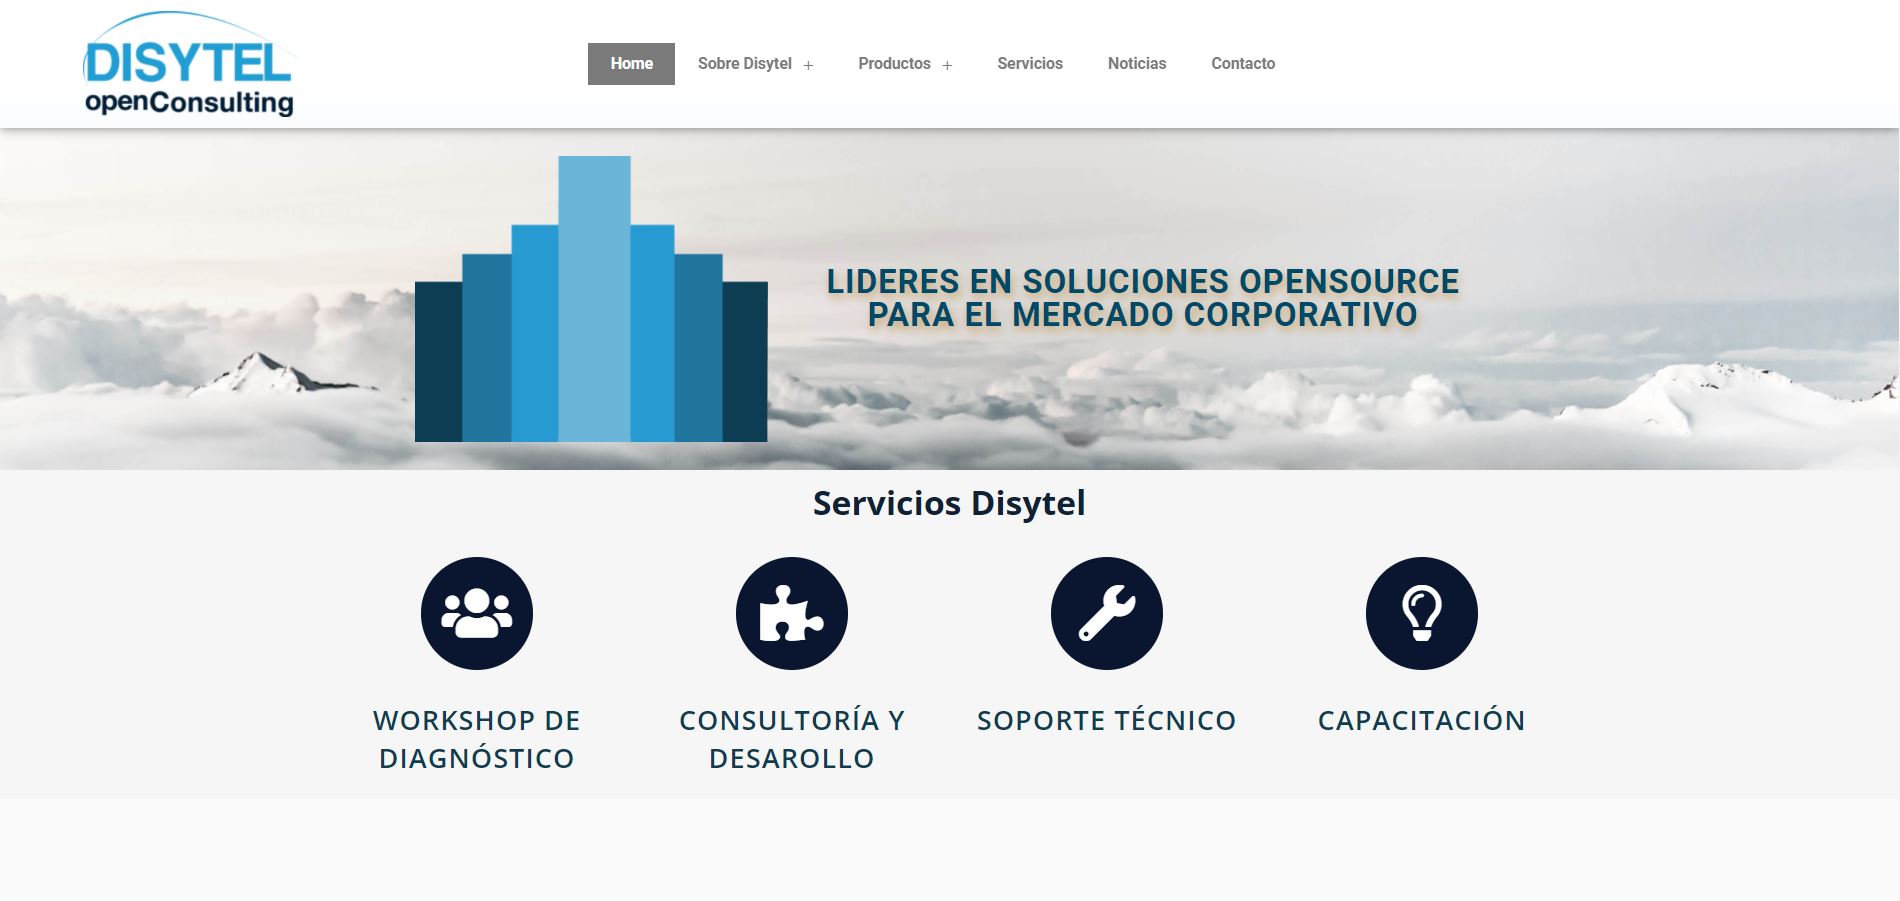 DISYTEL
openConsulting
Home
Sobre Disytel +
Productos +
Servicios
Noticias
Contacto
LIDERES EN SOLUCIONES OPENSOURCE
PARA EL MERCADO CORPORATIVO
Servicios Disytel
WORKSHOP DE
DIAGNÓSTICO
CONSULTORÍA Y
DESAROLLO
SOPORTE TÉCNICO
CAPACITACIÓN